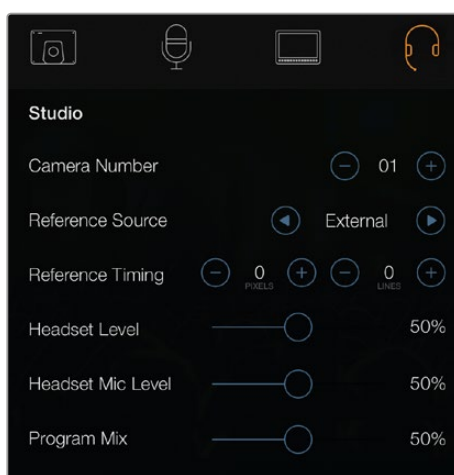 Studio
Camera Number 01
Reference Source External
Reference Timing 0 PIXELS 0 LINES
Headset Level 50%
Headset Mic Level 50%
Program Mix 50%